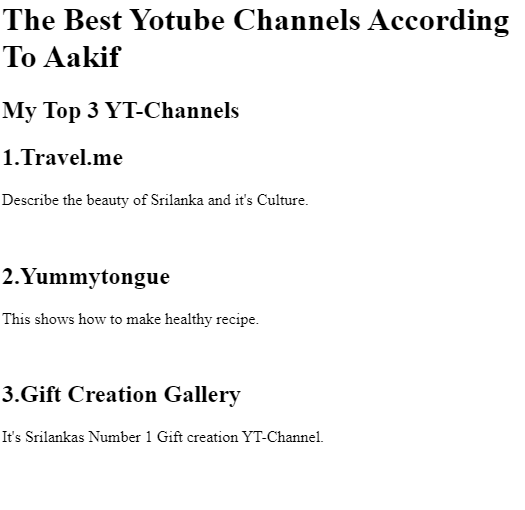 The Best Yotube Channels According
To Aakif
My Top 3 YT-Channels
1.Travel.me
Describe the beauty of Srilanka and it's Culture.
2.Yummytongue
This shows how to make healthy recipe.
3.Gift Creation Gallery
It's Srilankas Number 1 Gift creation YT-Channel.